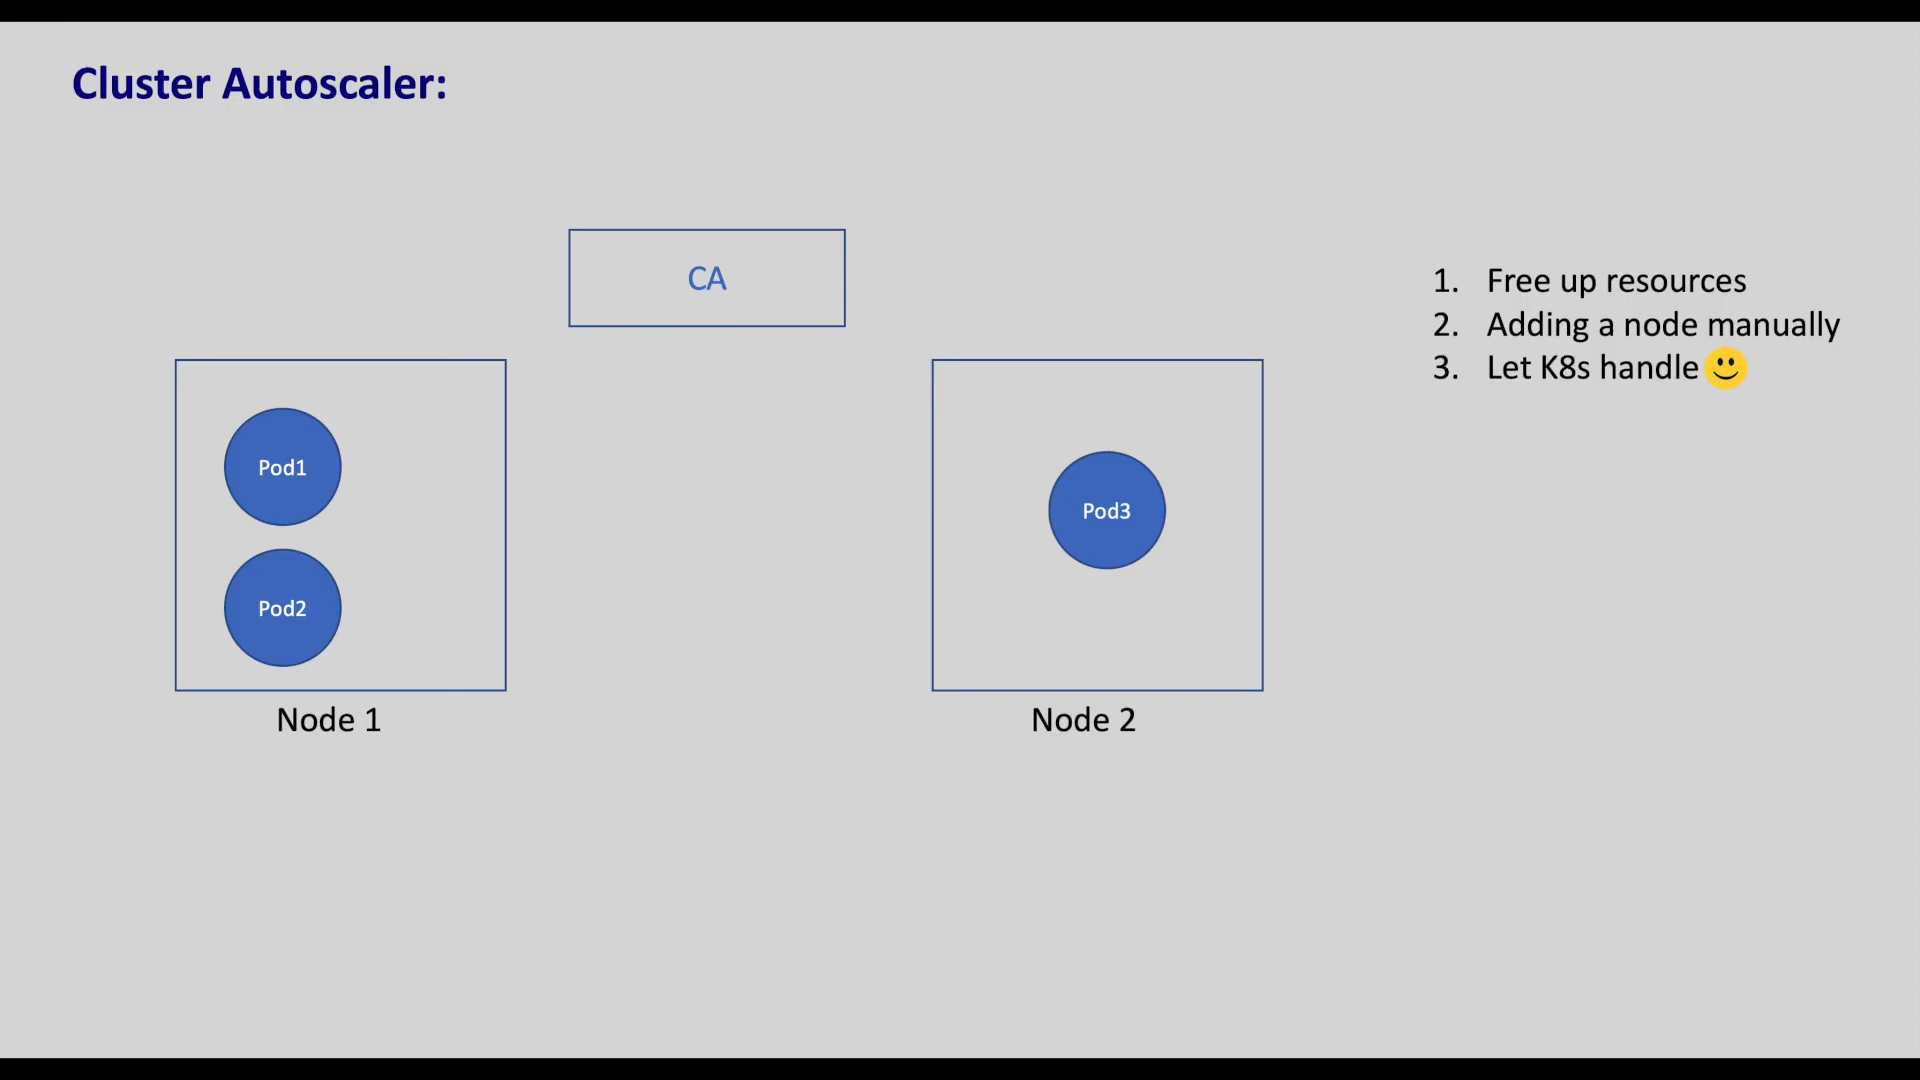 Cluster Autoscaler:
CA
1. Free up resources
2. Adding a node manually
3. Let K8s handle
Pod1
Pod2
Pod3
Node 1
Node 2